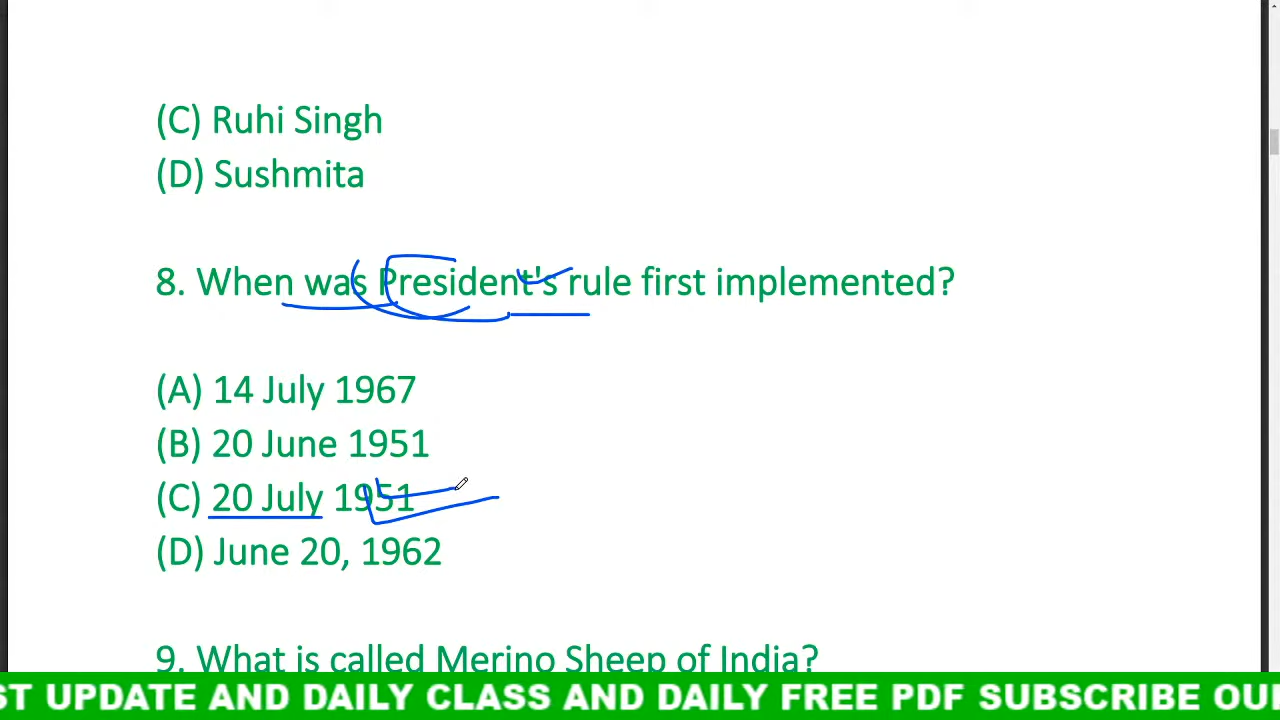 (C) Ruhi Singh
(D) Sushmita
8. When was President's rule first implemented?
(A) 14 July 1967
(B) 20 June 1951
(C) 20 July 1951
(D) June 20, 1962
9. What is called Merino Sheep of India?
ST UPDATE AND DAILY CLASS AND DAILY FREE PDF SUBSCRIBE OU